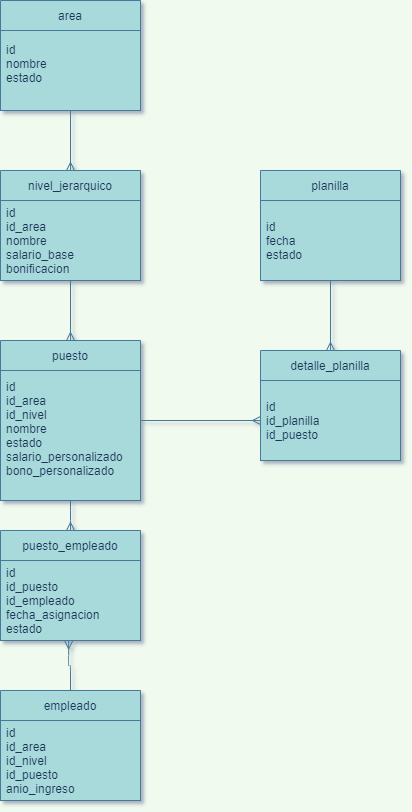 area
id
nombre
estado
nivel_jerarquico
id
id_area
nombre
salario_base
bonificacion
planilla
id
fecha
estado
puesto
id
id_area
id_nivel
nombre
estado
salario_personalizado
bono_personalizado
detalle_planilla
id
id_planilla
id_puesto
puesto_empleado
id
id_puesto
id_empleado
fecha_asignacion
estado
empleado
id
id_area
id_nivel
id_puesto
anio_ingreso